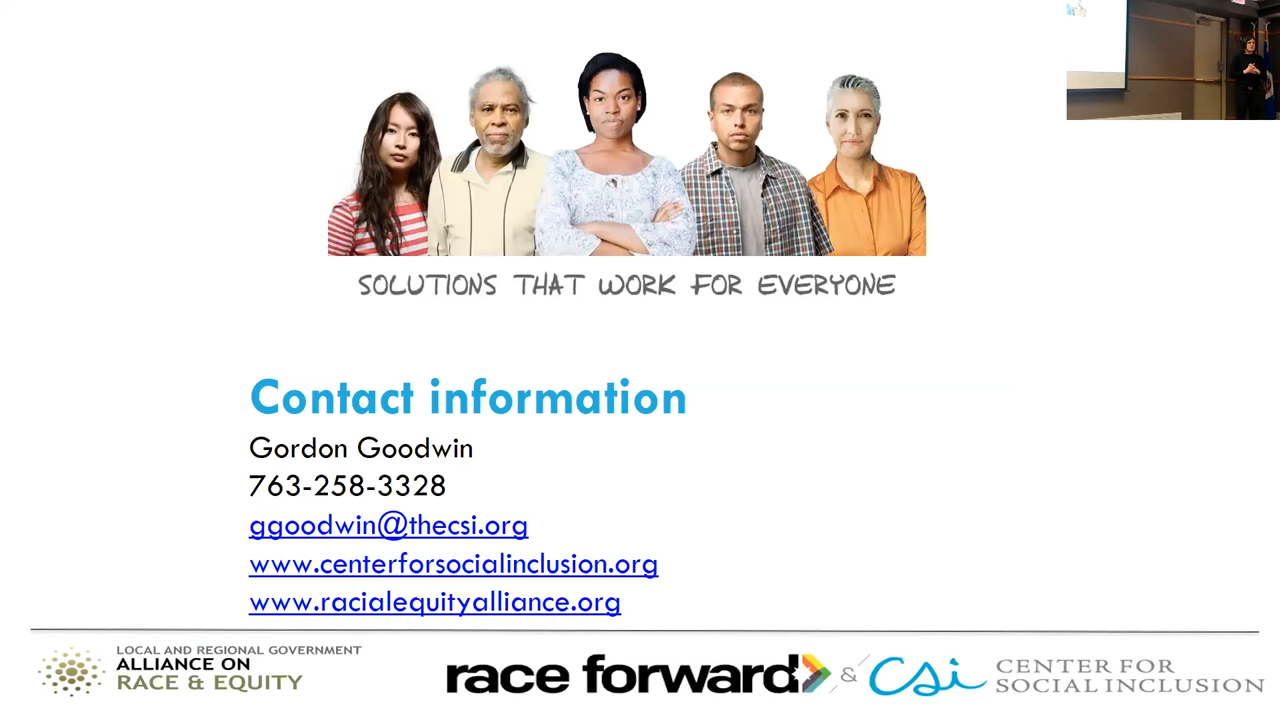 SOLUTIONS THAT WORK FOR EVERYONE
Contact information
Gordon Goodwin
763-258-3328
ggoodwin@thecsi.org
www.centerforsocialinclusion.org
www.racialequityalliance.org
LOCAL AND REGIONAL GOVERNMENT
ALLIANCE ON
RACE & EQUITY
race forward & csi CENTER FOR
SOCIAL INCLUSION